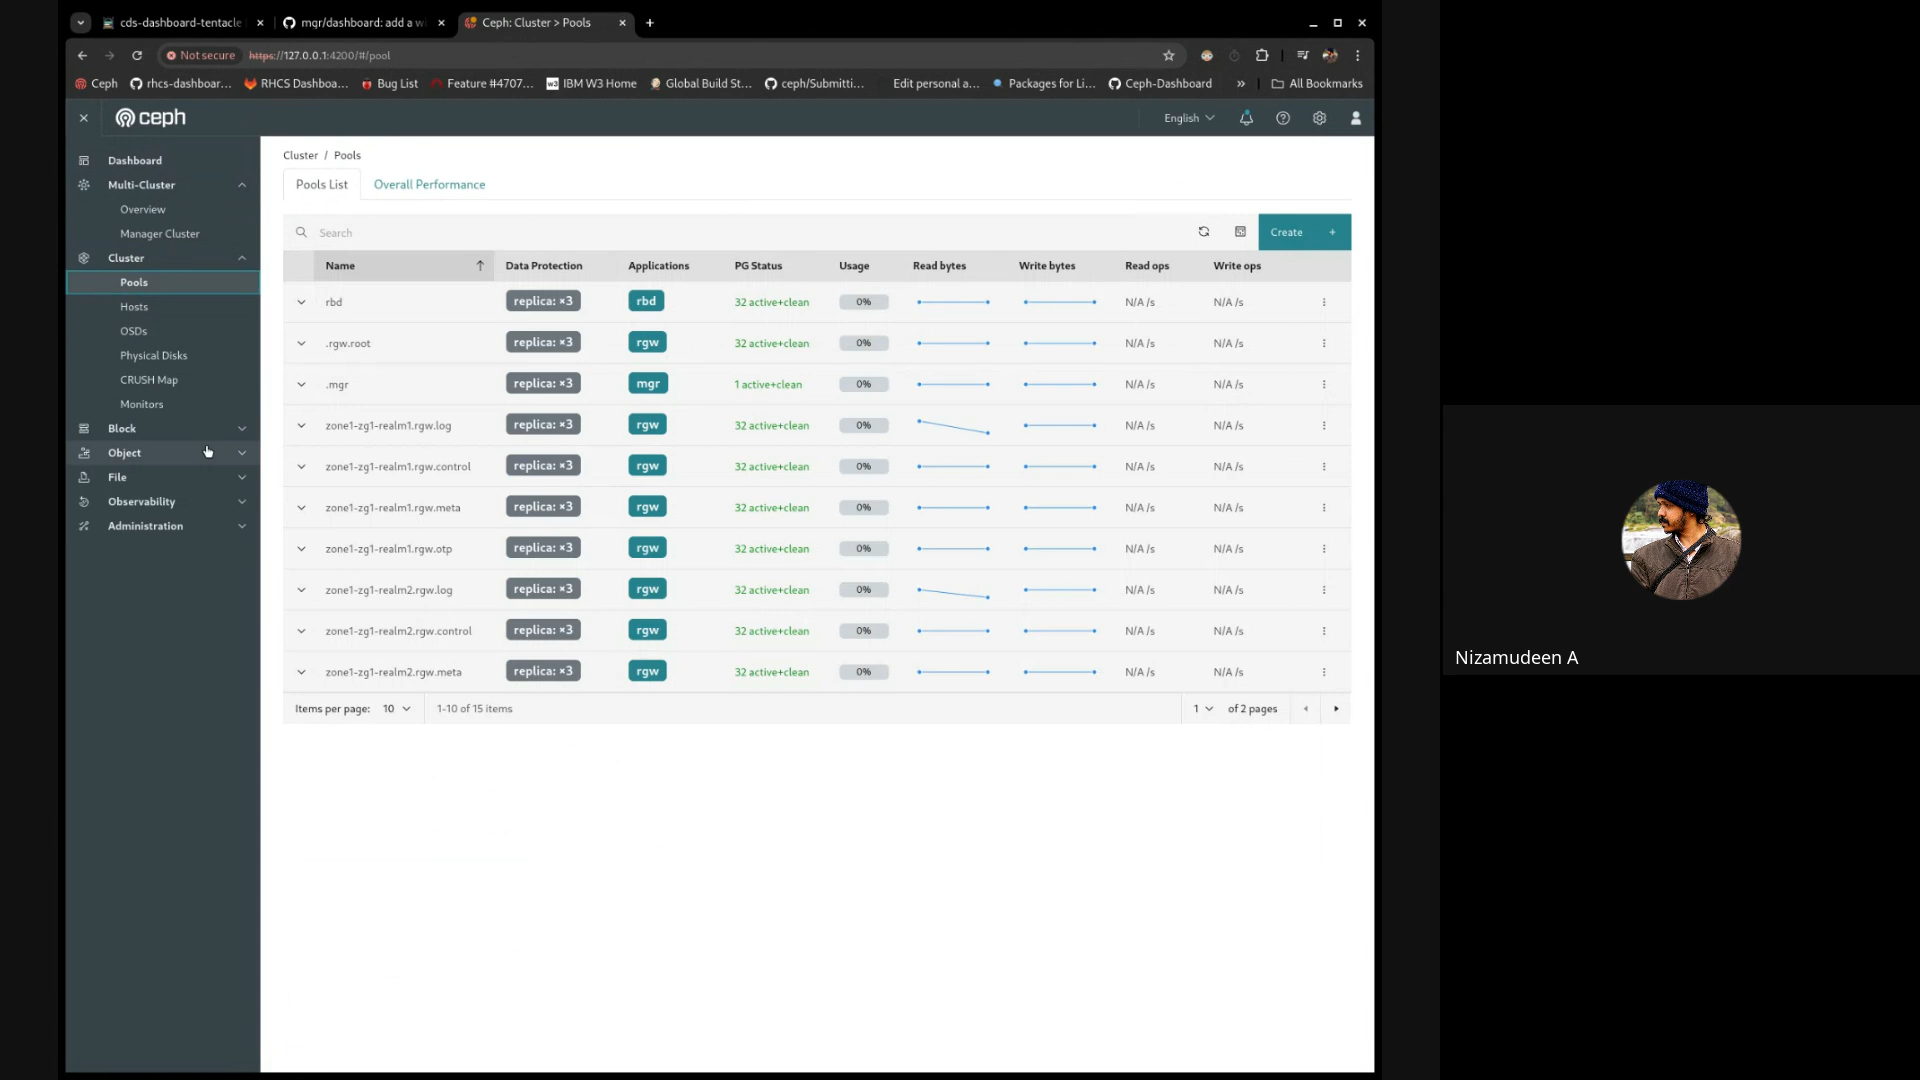 cds-dashboard-tentacle
mgr/dashboard: add a wi
Ceph: Cluster > Pools
Not secure
https://127.0.0.1:4200/#/pool
Ceph
rhcs-dashboar...
RHCS Dashboa...
Bug List
Feature #4707...
IBM W3 Home
Global Build St...
ceph/Submitti...
Edit personal a...
Packages for Li...
Ceph-Dashboard
»
All Bookmarks
ceph
English
Dashboard
Multi-Cluster
Overview
Manager Cluster
Cluster
Pools
Hosts
OSDs
Physical Disks
CRUSH Map
Monitors
Block
Object
File
Observability
Administration
Cluster / Pools
Pools List
Overall Performance
Search
Create +
Name Data Protection Applications PG Status Usage Read bytes Write bytes Read ops Write ops
rbd replica: ×3 rbd 32 active+clean 0% N/A /s N/A /s
.rgw.root replica: ×3 rgw 32 active+clean 0% N/A /s N/A /s
.mgr replica: ×3 mgr 1 active+clean 0% N/A /s N/A /s
zone1-zg1-realm1.rgw.log replica: ×3 rgw 32 active+clean 0% N/A /s N/A /s
zone1-zg1-realm1.rgw.control replica: ×3 rgw 32 active+clean 0% N/A /s N/A /s
zone1-zg1-realm1.rgw.meta replica: ×3 rgw 32 active+clean 0% N/A /s N/A /s
zone1-zg1-realm1.rgw.otp replica: ×3 rgw 32 active+clean 0% N/A /s N/A /s
zone1-zg1-realm2.rgw.log replica: ×3 rgw 32 active+clean 0% N/A /s N/A /s
zone1-zg1-realm2.rgw.control replica: ×3 rgw 32 active+clean 0% N/A /s N/A /s
zone1-zg1-realm2.rgw.meta replica: ×3 rgw 32 active+clean 0% N/A /s N/A /s
Items per page: 10 1-10 of 15 items 1 of 2 pages
Nizamudeen A